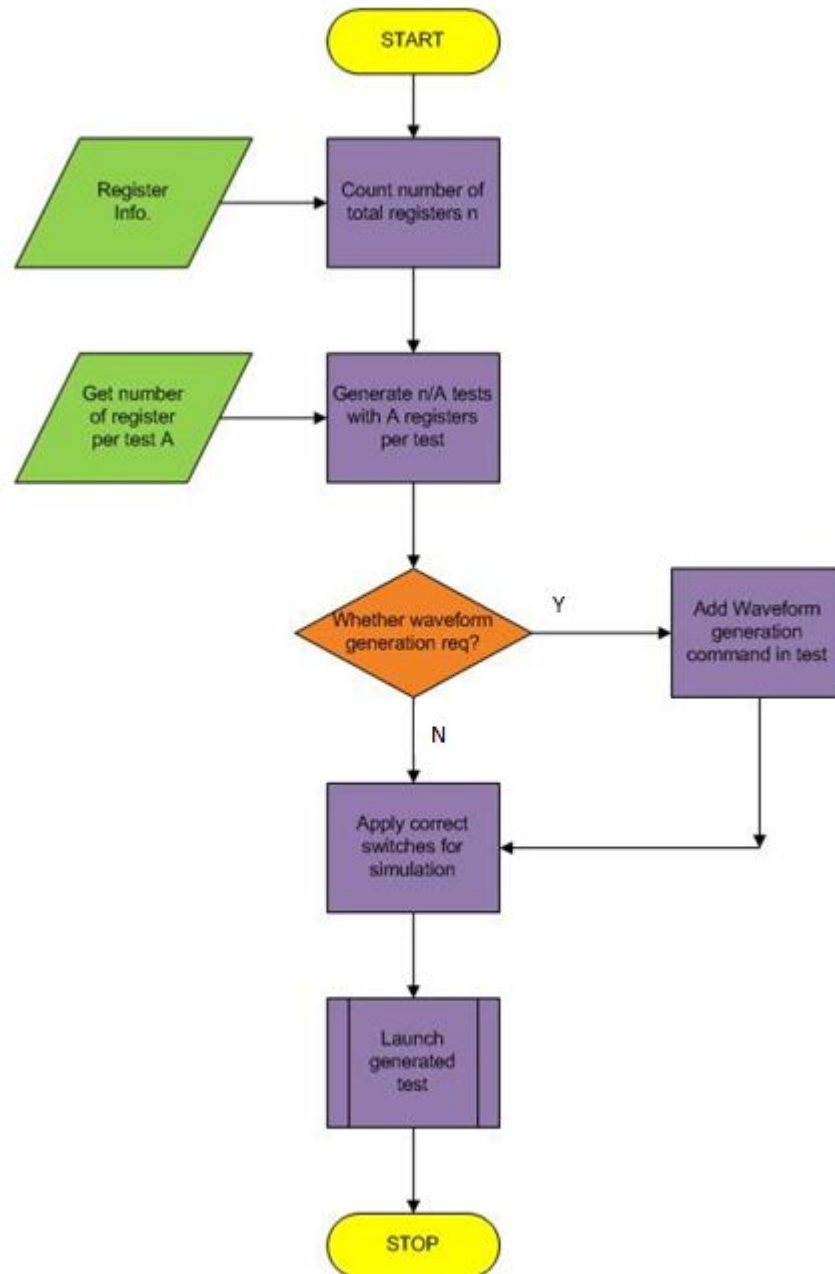 START
Register
Info.
Count number of
total registers n
Get number
of register
per test A
Generate n/A tests
with A registers
per test
Whether waveform
generation req?
Y
Add Waveform
generation
command in test
N
Apply correct
switches for
simulation
Launch
generated
test
STOP